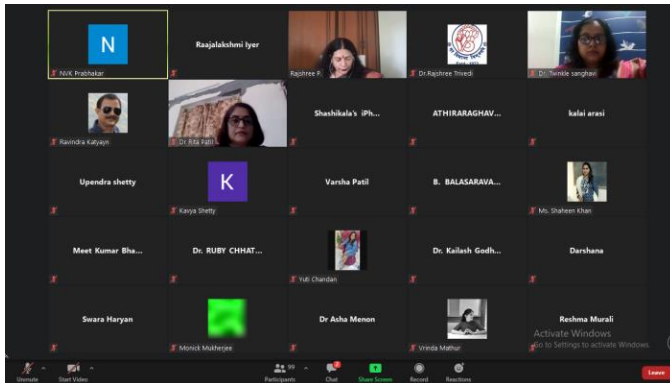 N
NVK Prabhakar
Raajalakshmi Iyer
Rajshree P.
Dr.Rajshree Trivedi
Dr. Twinkle sanghavi
Ravindra Katyayn
Dr Rita Patil
Shashikala's iPh...
ATHIRARAGHAV...
kalai arasi
Upendra shetty
K
Kavya Shetty
Varsha Patil
B. BALASARAVA...
Ms. Shaheen Khan
Meet Kumar Bha...
Dr. RUBY CHHAT...
Yuti Chandan
Dr. Kailash Godh...
Darshana
Swara Haryan
Monick Mukherjee
Dr Asha Menon
Vrinda Mathur
Reshma Murali
Activate Windows
Go to Settings to activate Windows.
Unmute
Start Video
Participants
99
Chat
Share Screen
Record
Reactions
Leave